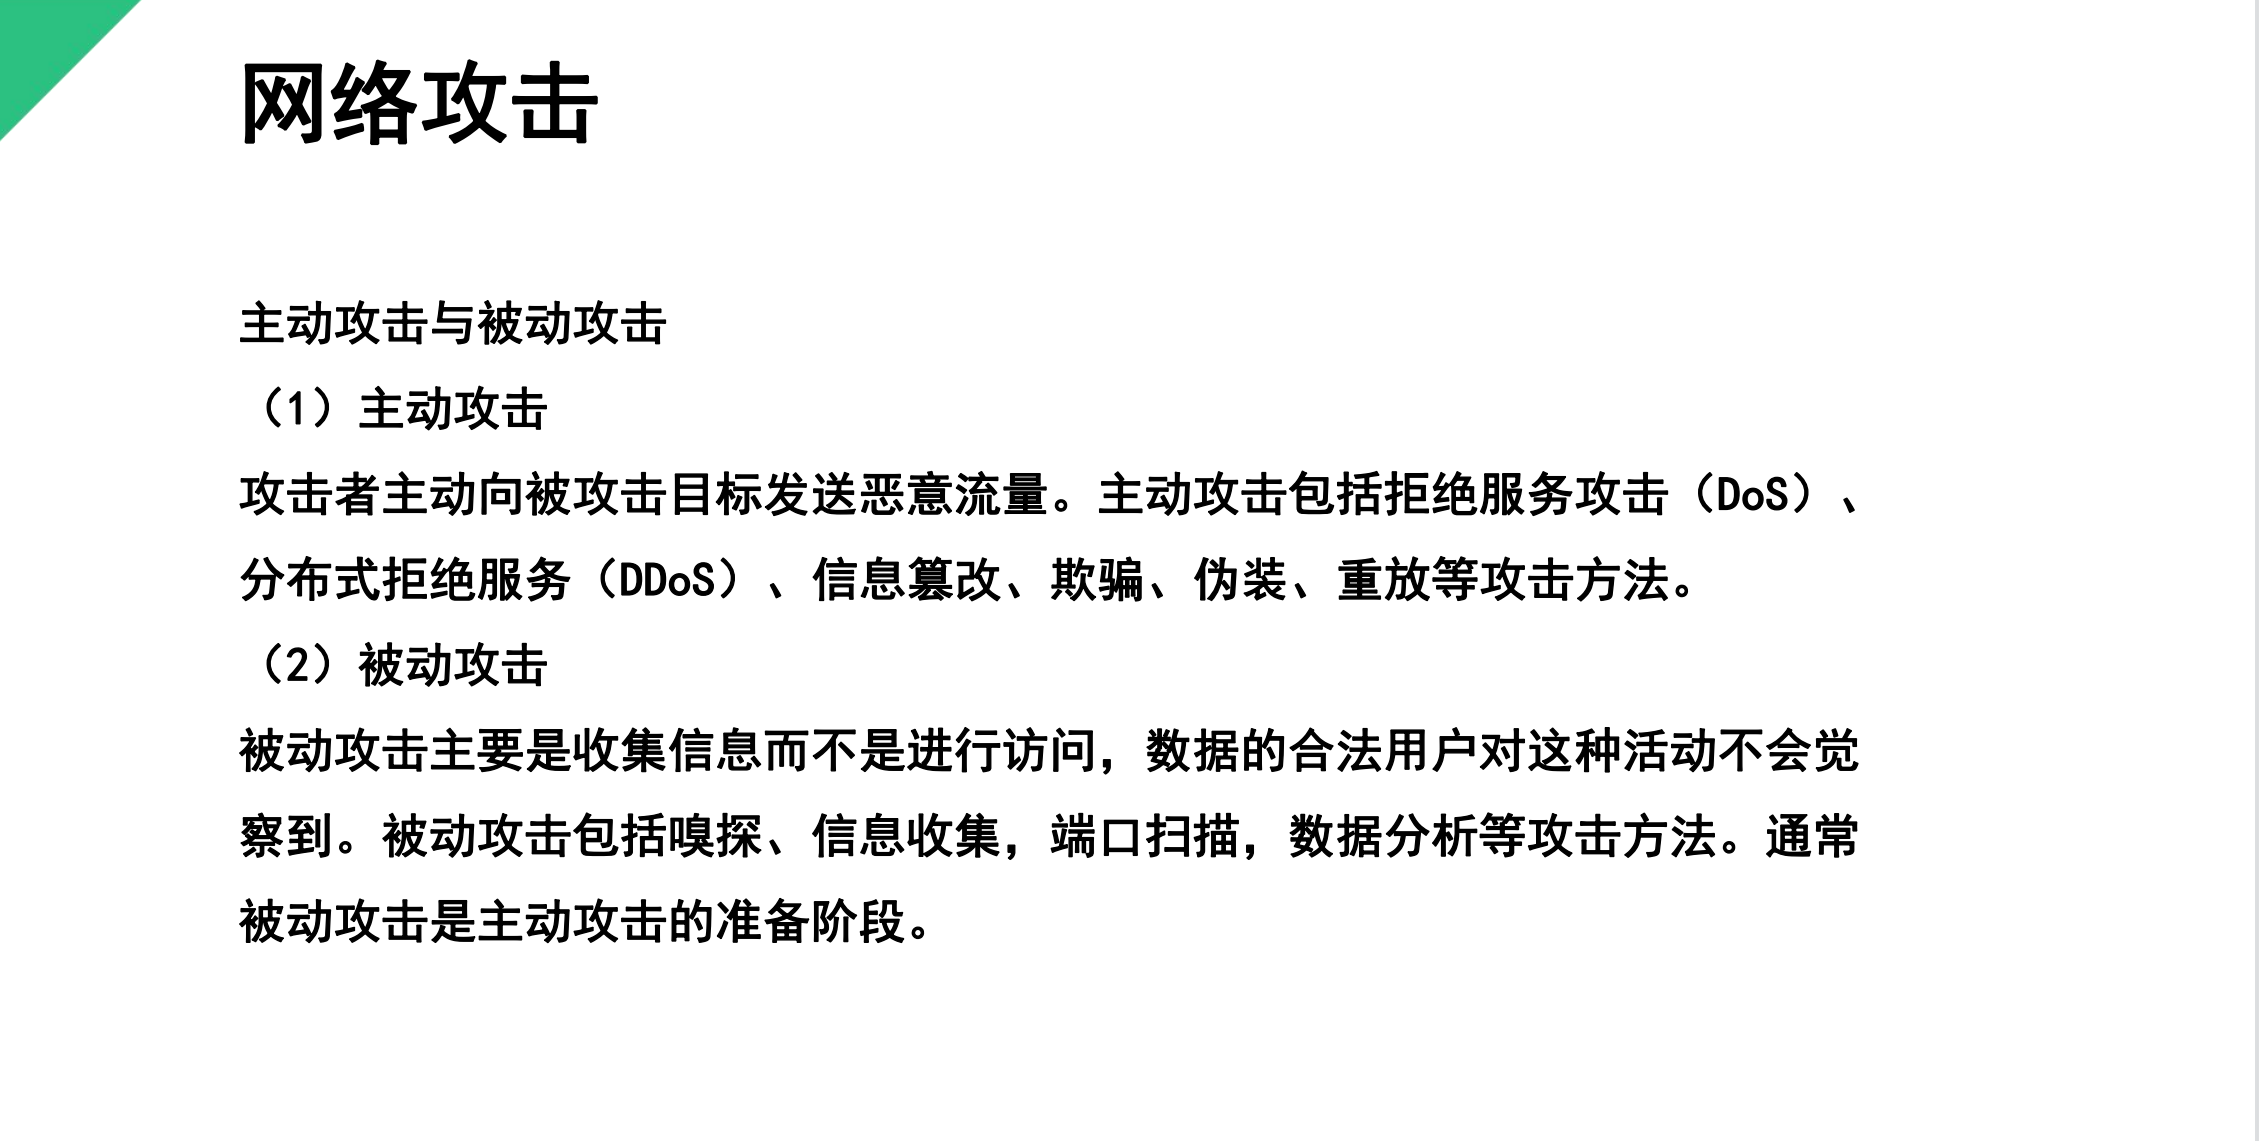 网络攻击
主动攻击与被动攻击
（1）主动攻击
攻击者主动向被攻击目标发送恶意流量。主动攻击包括拒绝服务攻击（DoS）、
分布式拒绝服务（DDoS）、信息篡改、欺骗、伪装、重放等攻击方法。
（2）被动攻击
被动攻击主要是收集信息而不是进行访问，数据的合法用户对这种活动不会觉
察到。被动攻击包括嗅探、信息收集，端口扫描，数据分析等攻击方法。通常
被动攻击是主动攻击的准备阶段。